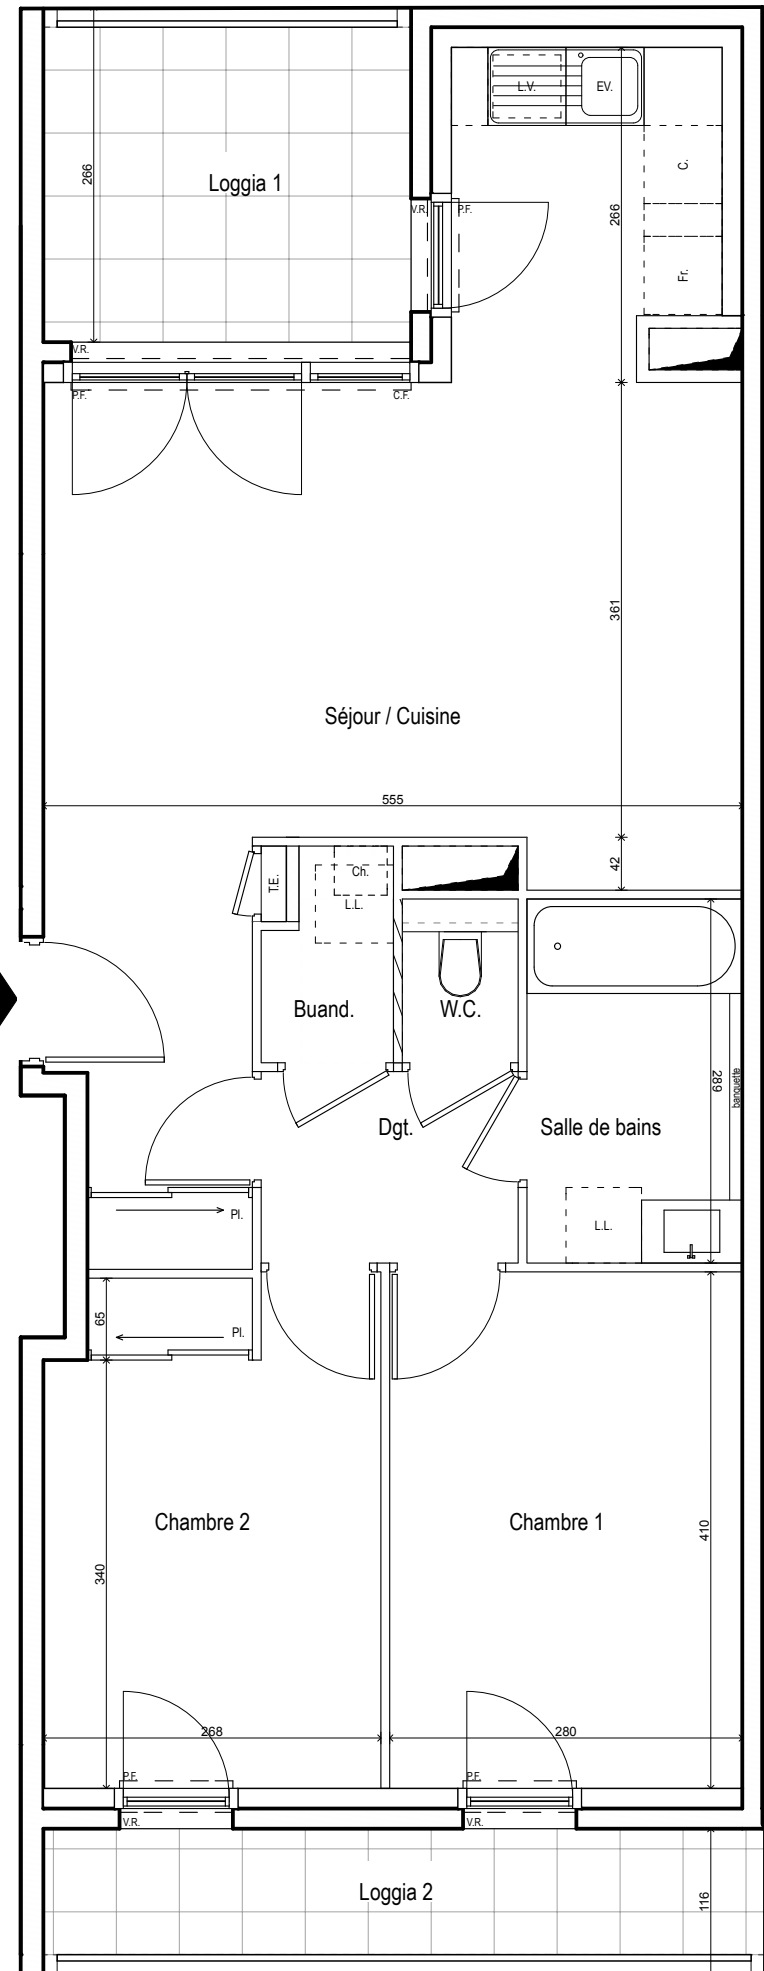 L.V.
EV.
C.
266
Loggia 1
266
V.R.
P.F.
Fr.
V.R.
P.F.
C.F.
361
Séjour / Cuisine
555
42
T.E.
Ch.
L.L.
Buand.
W.C.
289
banquette
Dgt.
Salle de bains
Pl.
L.L.
65
Pl.
Chambre 2
Chambre 1
410
340
268
280
P.F.
P.F.
V.R.
V.R.
Loggia 2
116